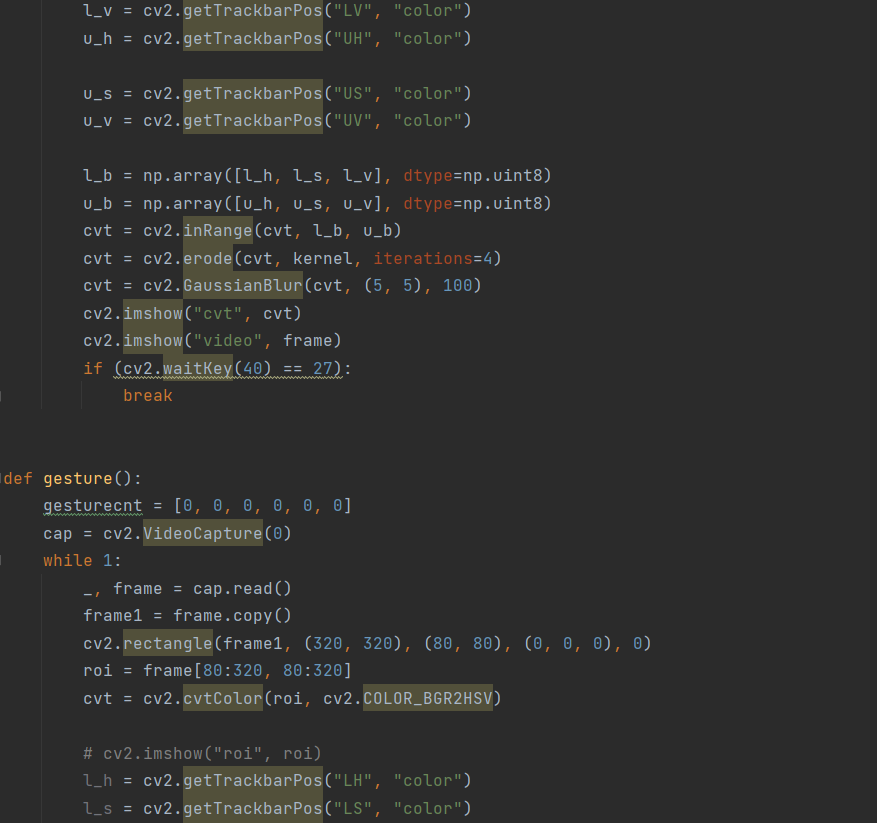 l_v = cv2.getTrackbarPos("LV", "color")
u_h = cv2.getTrackbarPos("UH", "color")
u_s = cv2.getTrackbarPos("US", "color")
u_v = cv2.getTrackbarPos("UV", "color")
l_b = np.array([l_h, l_s, l_v], dtype=np.uint8)
u_b = np.array([u_h, u_s, u_v], dtype=np.uint8)
cvt = cv2.inRange(cvt, l_b, u_b)
cvt = cv2.erode(cvt, kernel, iterations=4)
cvt = cv2.GaussianBlur(cvt, (5, 5), 100)
cv2.imshow("cvt", cvt)
cv2.imshow("video", frame)
if (cv2.waitKey(40) == 27):
break
def gesture():
gesturecnt = [0, 0, 0, 0, 0, 0]
cap = cv2.VideoCapture(0)
while 1:
_, frame = cap.read()
frame1 = frame.copy()
cv2.rectangle(frame1, (320, 320), (80, 80), (0, 0, 0), 0)
roi = frame[80:320, 80:320]
cvt = cv2.cvtColor(roi, cv2.COLOR_BGR2HSV)
# cv2.imshow("roi", roi)
l_h = cv2.getTrackbarPos("LH", "color")
l_s = cv2.getTrackbarPos("LS", "color")